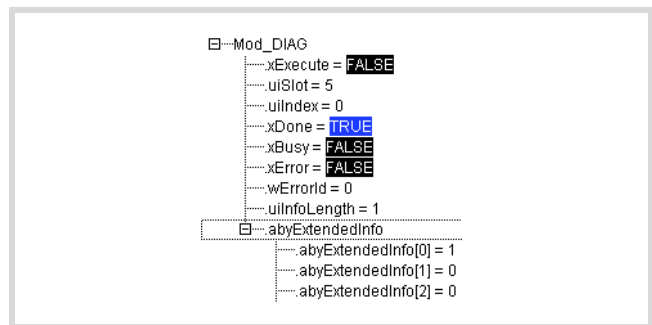 Mod_DIAG
.xExecute = FALSE
.uiSlot = 5
.uiIndex = 0
.xDone = TRUE
.xBusy = FALSE
.xError = FALSE
.wErrorId = 0
.uiInfoLength = 1
.abyExtendedInfo
.abyExtendedInfo[0] = 1
.abyExtendedInfo[1] = 0
.abyExtendedInfo[2] = 0